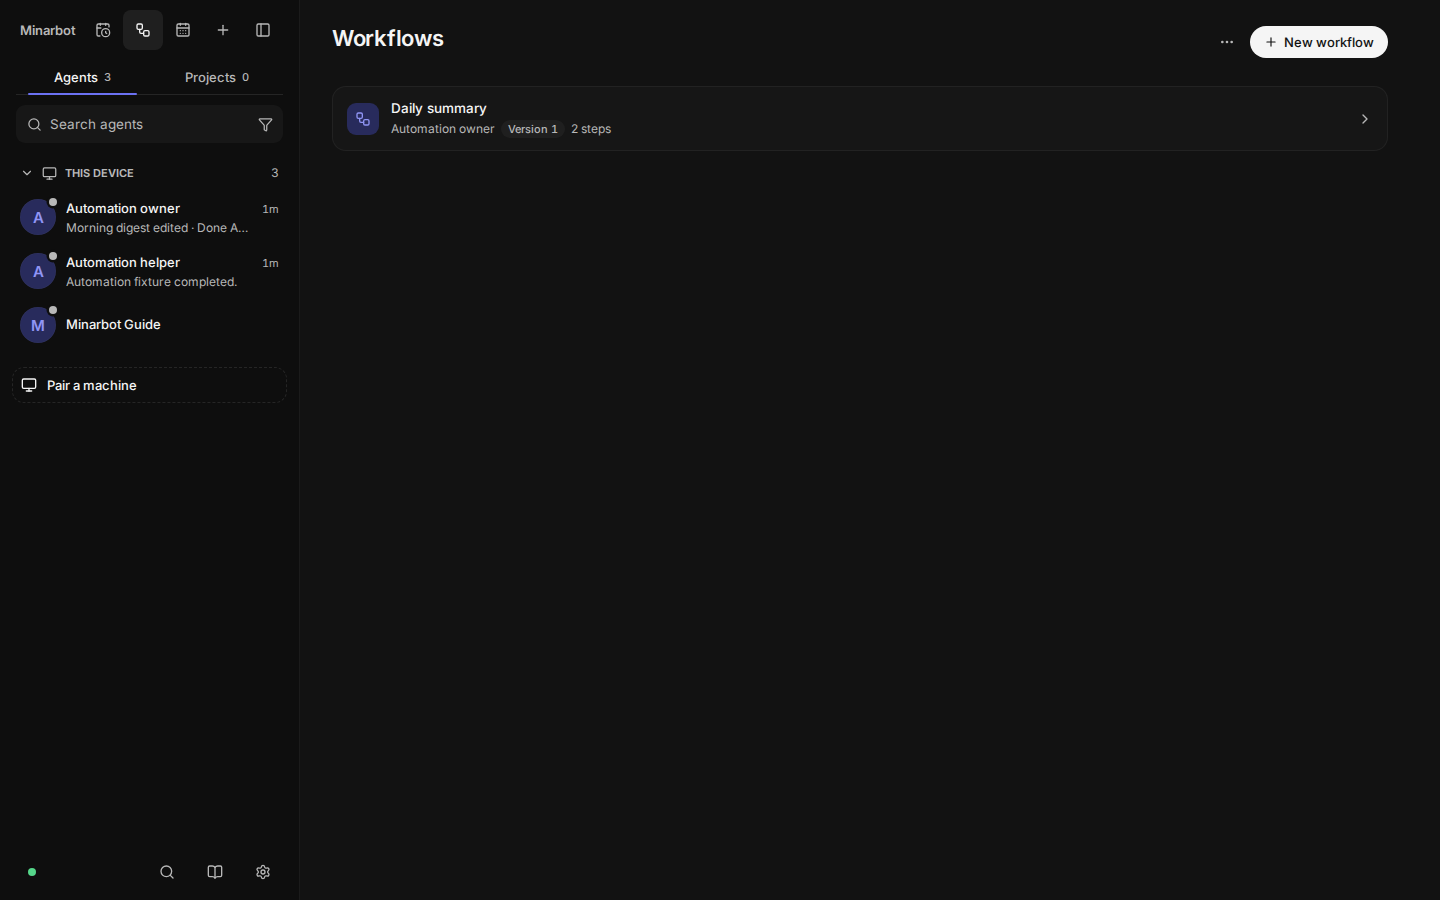 Minarbot
Agents 3
Projects 0
Search agents
THIS DEVICE 3
A
Automation owner 1m
Morning digest edited · Done A...
A
Automation helper 1m
Automation fixture completed.
M
Minarbot Guide
Pair a machine
Workflows
New workflow
Daily summary
Automation owner Version 1 2 steps